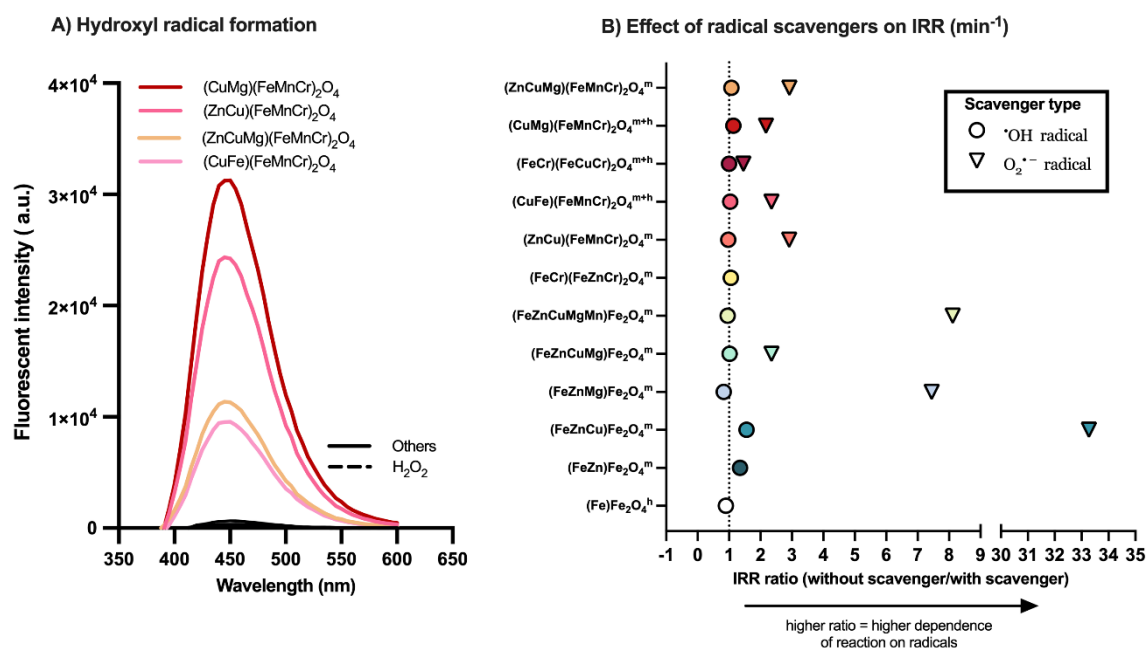 A) Hydroxyl radical formation
(CuMg)(FeMnCr)₂O₄
(ZnCu)(FeMnCr)₂O₄
(ZnCuMg)(FeMnCr)₂O₄
(CuFe)(FeMnCr)₂O₄
Fluorescent intensity ( a.u.)
4×10⁴
3×10⁴
2×10⁴
1×10⁴
0
Others
H₂O₂
350 400 450 500 550 600 650
Wavelength (nm)
B) Effect of radical scavengers on IRR (min⁻¹)
(ZnCuMg)(FeMnCr)₂O₄ᵐ
(CuMg)(FeMnCr)₂O₄ᵐ⁺ʰ
(FeCr)(FeCuCr)₂O₄ᵐ⁺ʰ
(CuFe)(FeMnCr)₂O₄ᵐ⁺ʰ
(ZnCu)(FeMnCr)₂O₄ᵐ
(FeCr)(FeZnCr)₂O₄ᵐ
(FeZnCuMgMn)Fe₂O₄ᵐ
(FeZnCuMg)Fe₂O₄ᵐ
(FeZnMg)Fe₂O₄ᵐ
(FeZnCu)Fe₂O₄ᵐ
(FeZn)Fe₂O₄ᵐ
(Fe)Fe₂O₄ʰ
Scavenger type
•OH radical
O₂•⁻ radical
-1 0 1 2 3 4 5 6 7 8 9 30 31 32 33 34 35
IRR ratio (without scavenger/with scavenger)
higher ratio = higher dependence
of reaction on radicals